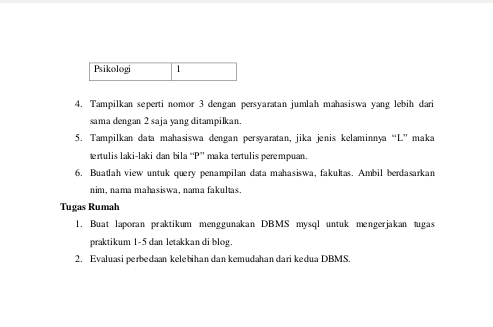 Psikologi 1
4. Tampilkan seperti nomor 3 dengan persyaratan jumlah mahasiswa yang lebih dari
sama dengan 2 saja yang ditampilkan.
5. Tampilkan data mahasiswa dengan persyaratan, jika jenis kelaminnya “L” maka
tertulis laki-laki dan bila “P” maka tertulis perempuan.
6. Buatlah view untuk query penampilan data mahasiswa, fakultas. Ambil berdasarkan
nim, nama mahasiswa, nama fakultas.
Tugas Rumah
1. Buat laporan praktikum menggunakan DBMS mysql untuk mengerjakan tugas
praktikum 1-5 dan letakkan di blog.
2. Evaluasi perbedaan kelebihan dan kemudahan dari kedua DBMS.